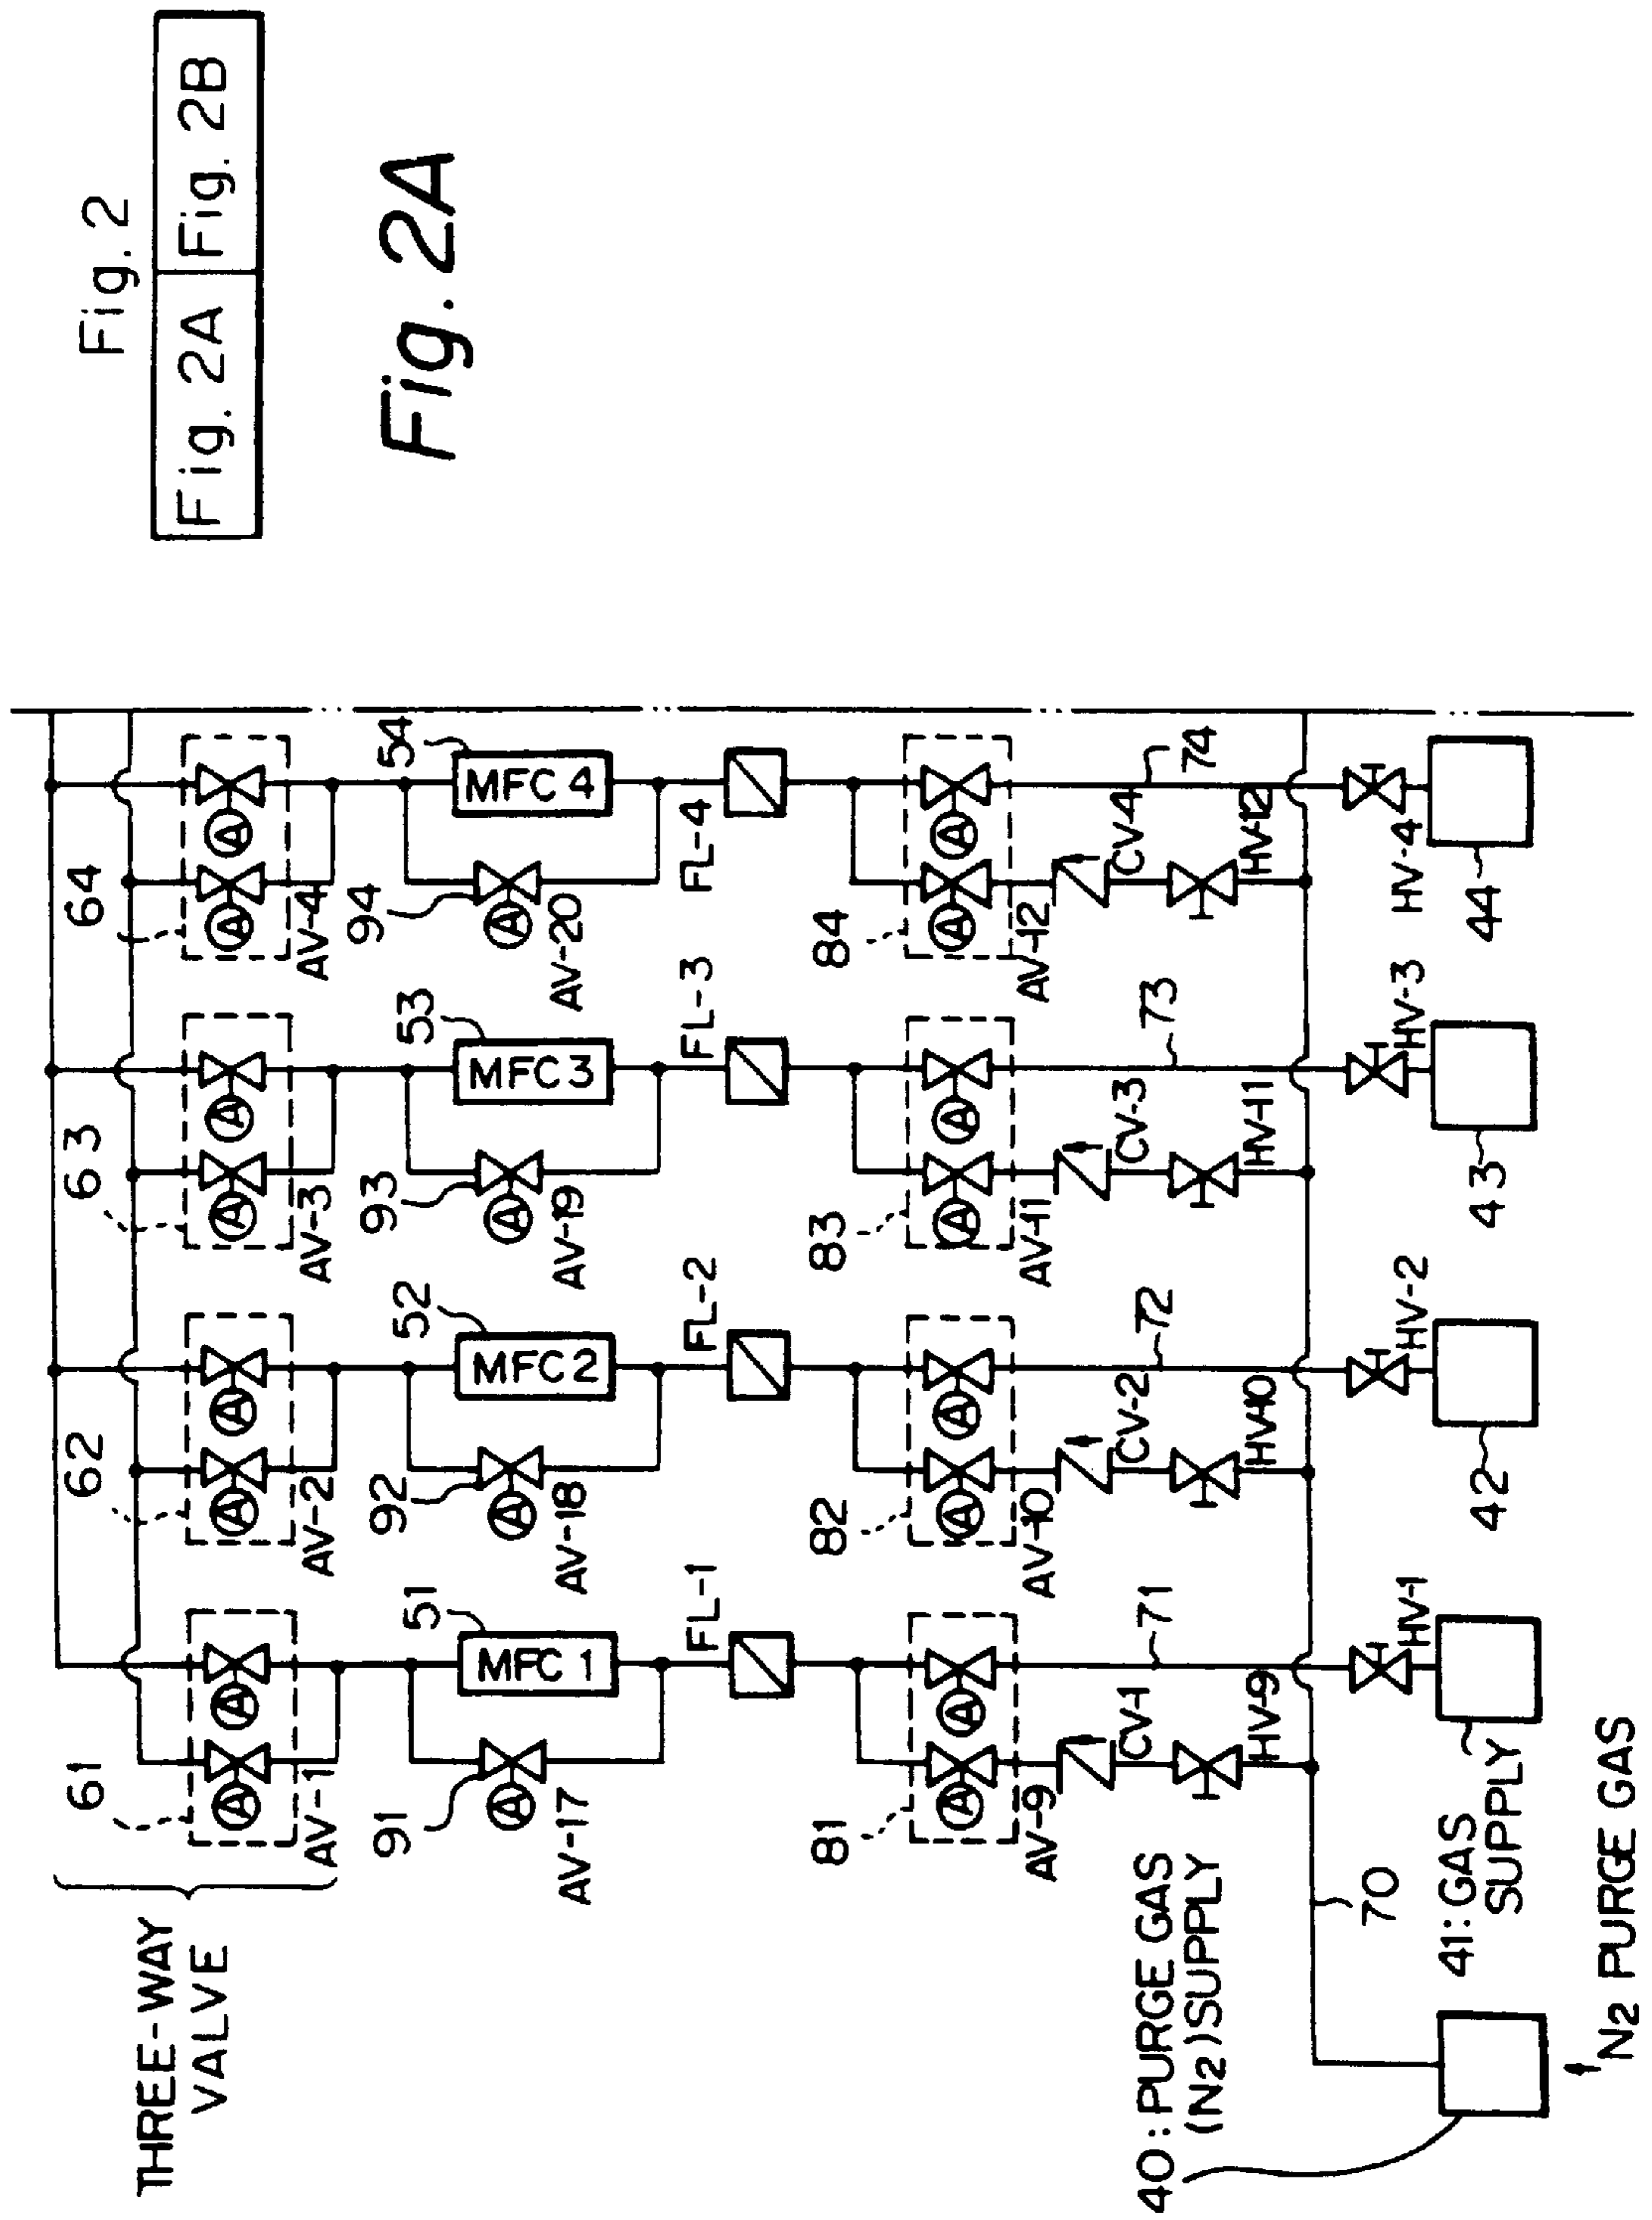 Fig. 2
Fig. 2A Fig. 2B
Fig. 2A
THREE-WAY
VALVE
61
62
63
64
A A
A A
A A
A A
AV-1
AV-2
AV-3
AV-4
51
52
53
54
MFC 1
MFC 2
MFC 3
MFC 4
91
92
93
94
A
A
A
A
AV-17
AV-18
AV-19
AV-20
FL-1
FL-2
FL-3
FL-4
81
82
83
84
A A
A A
A A
A A
AV-9
AV-10
AV-11
AV-12
CV-1
CV-2
CV-3
CV-4
71
72
73
74
HV-9
HV-10
HV-11
HV-12
40: PURGE GAS
(N2) SUPPLY
70
HV-1
HV-2
HV-3
HV-4
41: GAS
SUPPLY
42
43
44
N2 PURGE GAS